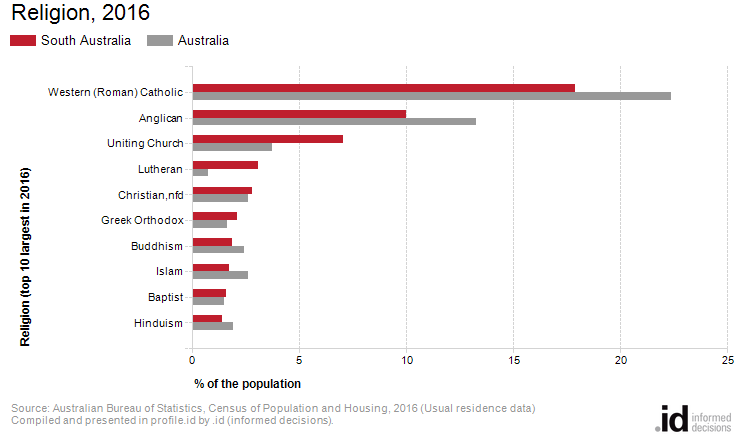 Religion, 2016
South Australia
Australia
Religion (top 10 largest in 2016)
Western (Roman) Catholic
Anglican
Uniting Church
Lutheran
Christian,nfd
Greek Orthodox
Buddhism
Islam
Baptist
Hinduism
0 5 10 15 20 25
% of the population
Source: Australian Bureau of Statistics, Census of Population and Housing, 2016 (Usual residence data)
Compiled and presented in profile.id by .id (informed decisions).
.id informed
decisions